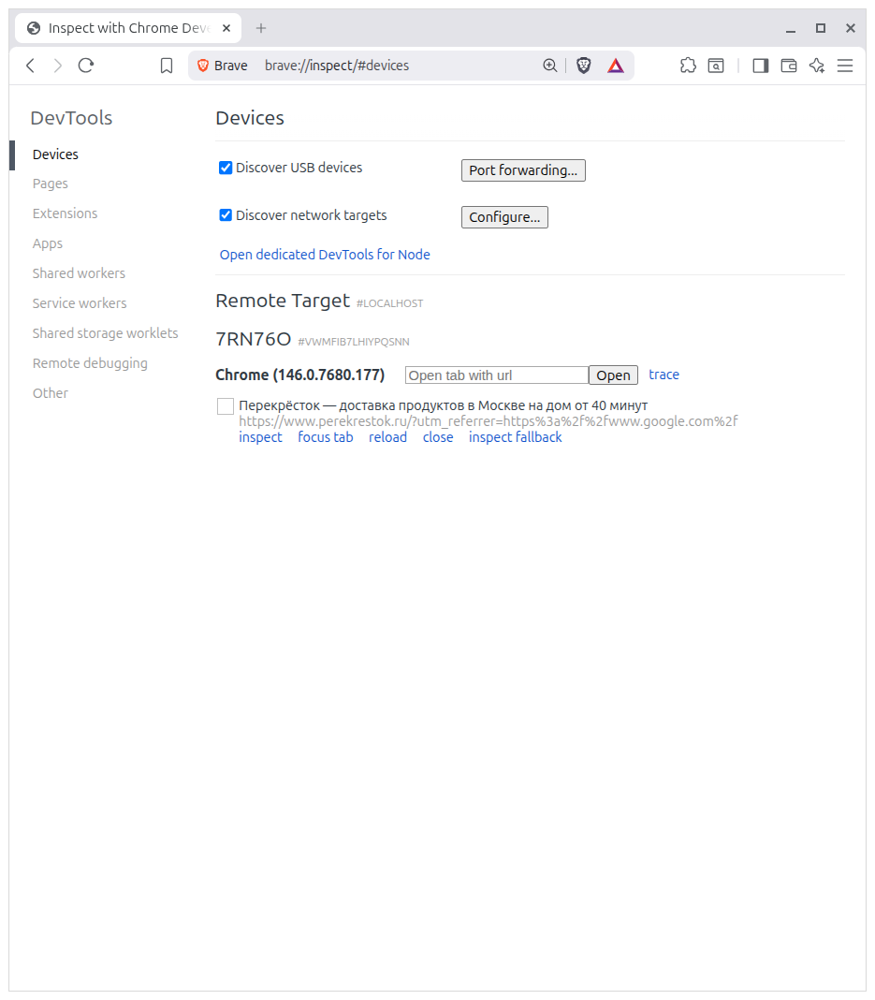 Inspect with Chrome Dev
Brave brave://inspect/#devices
DevTools
Devices
Pages
Extensions
Apps
Shared workers
Service workers
Shared storage worklets
Remote debugging
Other
Devices
Discover USB devices Port forwarding...
Discover network targets Configure...
Open dedicated DevTools for Node
Remote Target #LOCALHOST
7RN76O #VWMFIB7LHIYPQSNN
Chrome (146.0.7680.177) Open tab with url Open trace
Перекрёсток — доставка продуктов в Москве на дом от 40 минут
https://www.perekrestok.ru/?utm_referrer=https%3a%2f%2fwww.google.com%2f
inspect focus tab reload close inspect fallback